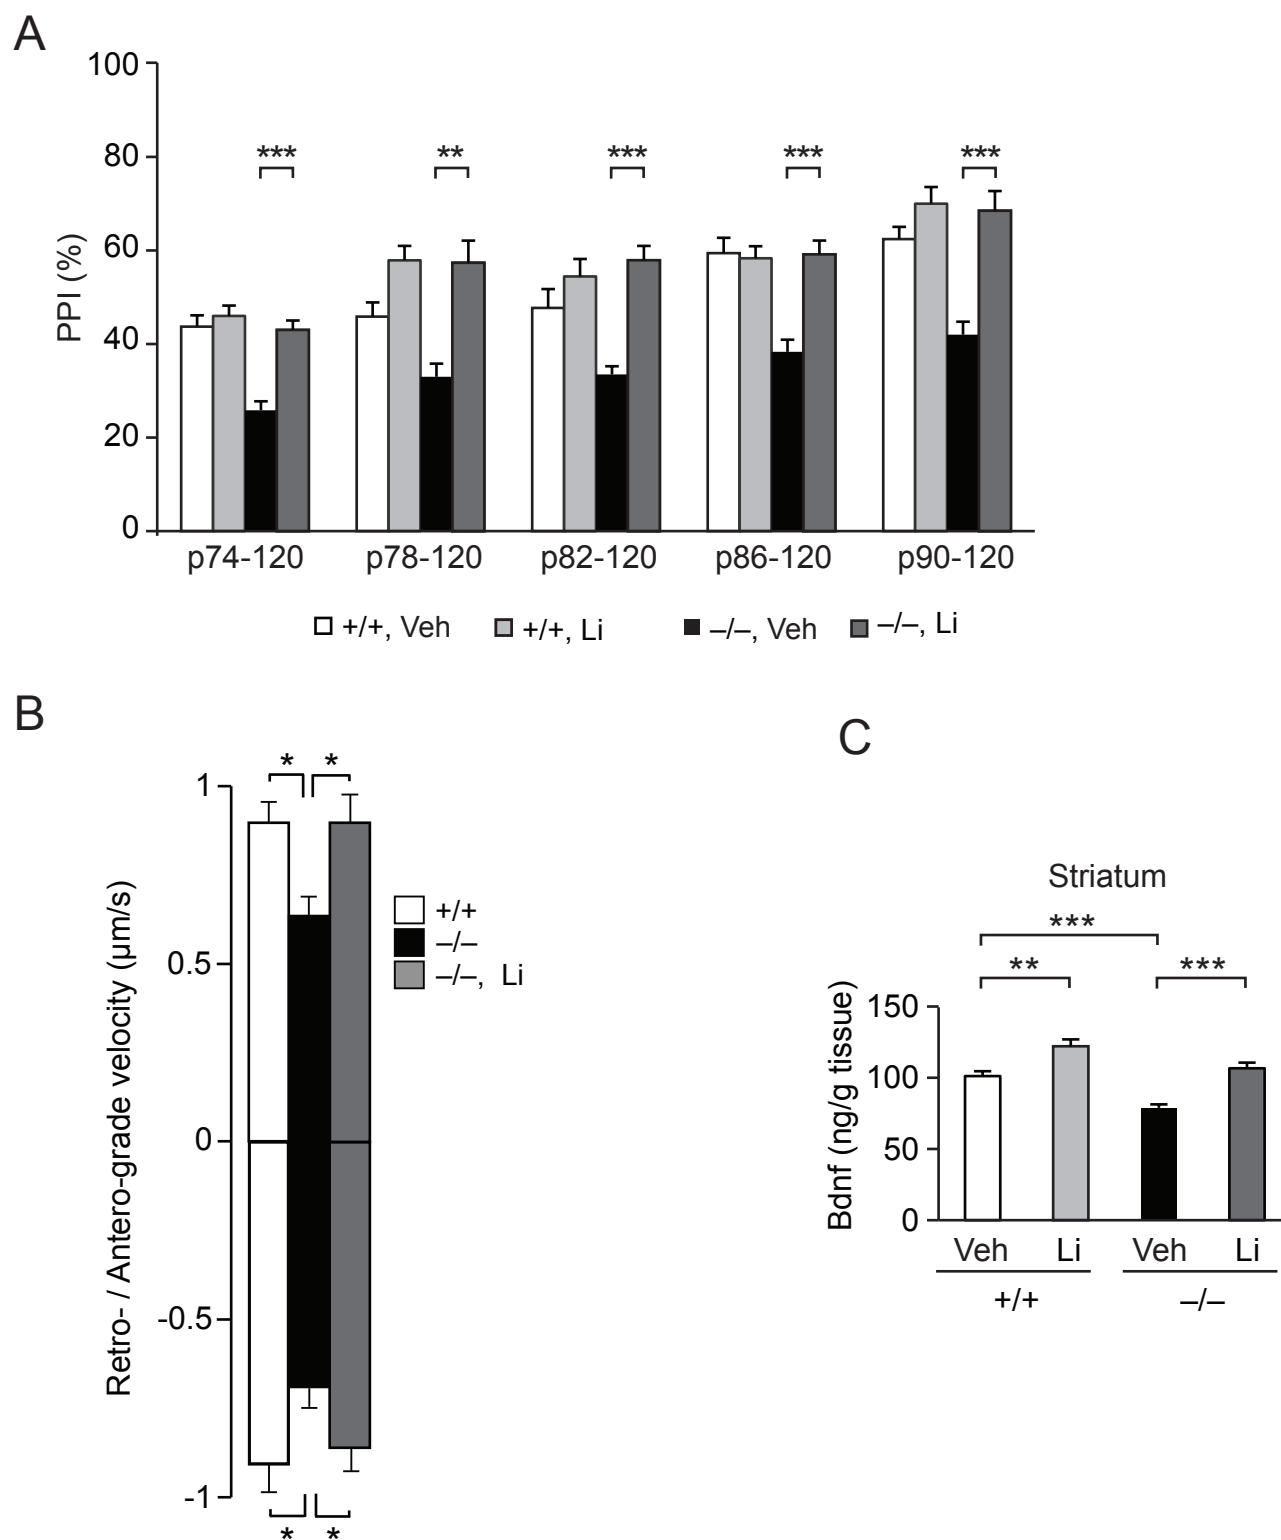 A
PPI (%)
100
80
60
40
20
0
*** ** *** *** ***
p74-120 p78-120 p82-120 p86-120 p90-120
+/+, Veh +/+, Li –/–, Veh –/–, Li
B
Retro- / Antero-grade velocity (µm/s)
1
0.5
0
-0.5
-1
* *
* *
+/+
–/–
–/–, Li
C
Striatum
***
** ***
Bdnf (ng/g tissue)
150
100
50
0
Veh Li Veh Li
+/+ –/–